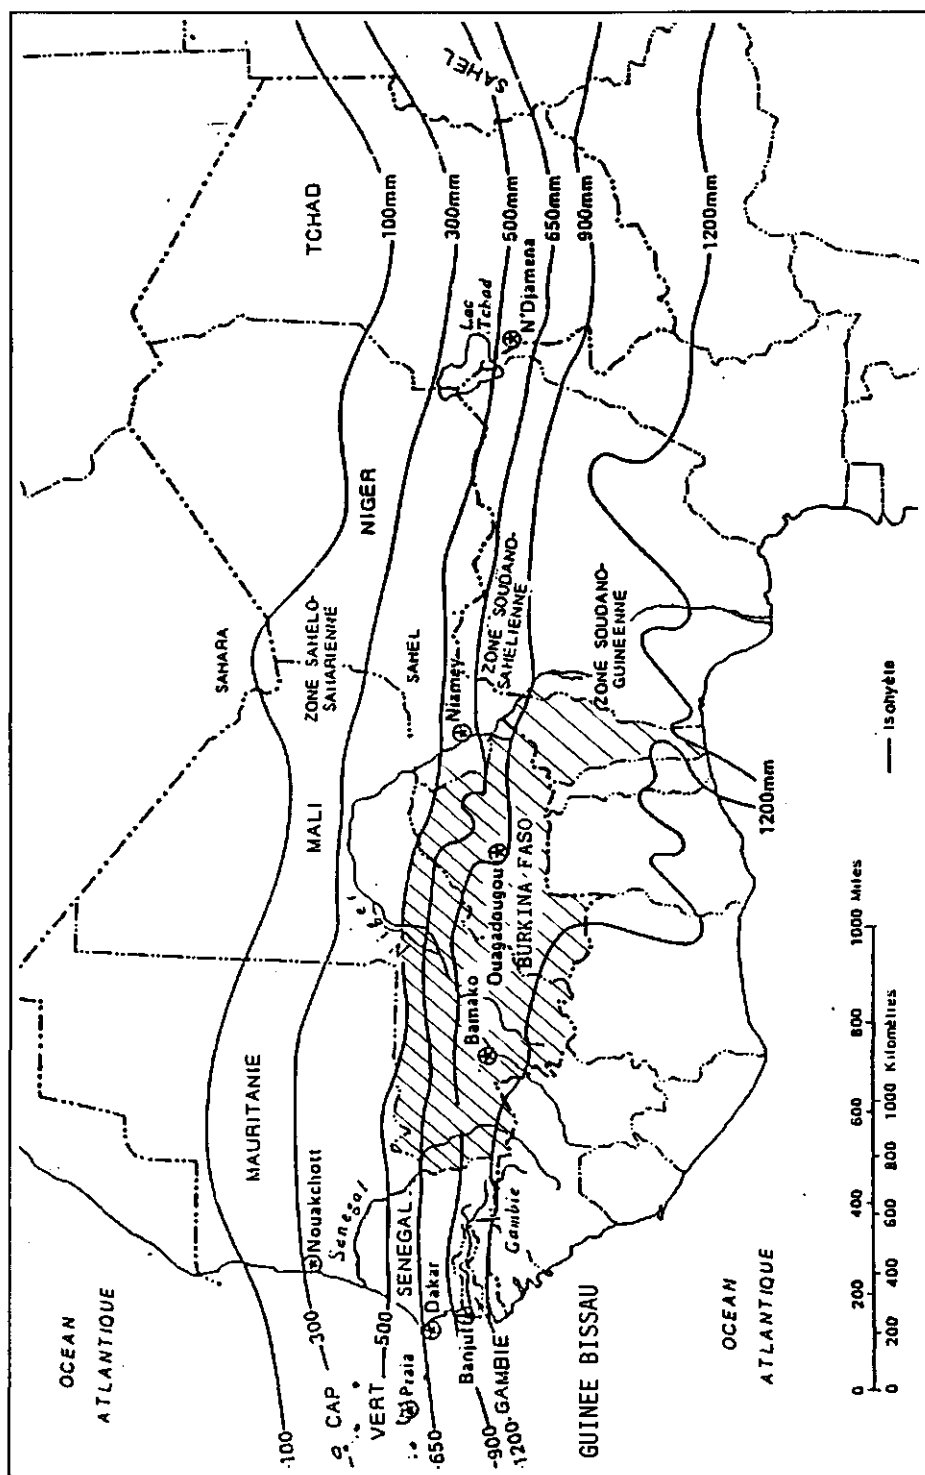 OCEAN
ATLANTIQUE
SAHARA
TCHAD
100mm
300mm
SAHEL
500mm
650mm
900mm
1200mm
Lac
Tchad
N'Djamena
NIGER
ZONE SAHELO-
SAHARIENNE
SAHEL
MALI
MAURITANIE
Nouakchott
Senegal
Niamey
ZONE SOUDANO-
SAHELIENNE
ZONE SOUDANO-
GUINEENNE
Ouagadougou
BURKINA FASO
Bamako
SENEGAL
Dakar
Banjul
Gambie
GAMBIE
CAP
VERT
Praia
100
300
500
650
900
1200
GUINEE BISSAU
1200mm
OCEAN
ATLANTIQUE
0 200 400 600 800 1000 Miles
0 200 400 600 800 1000 Kilomètres
Isohyète